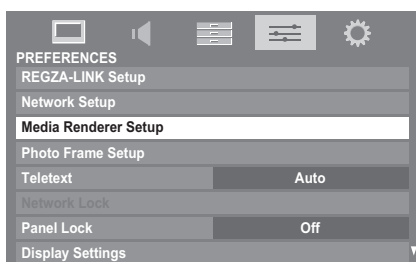 PREFERENCES
REGZA-LINK Setup
Network Setup
Media Renderer Setup
Photo Frame Setup
Teletext Auto
Network Lock
Panel Lock Off
Display Settings